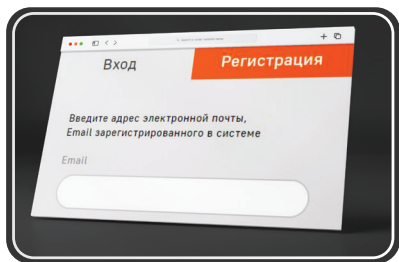 Вход
Регистрация
Введите адрес электронной почты,
Email зарегистрированного в системе
Email